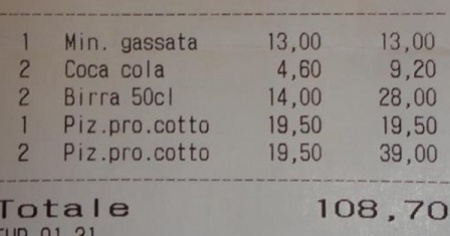 1 Min. gassata 13,00 13,00
2 Coca cola 4,60 9,20
2 Birra 50cl 14,00 28,00
1 Piz.pro.cotto 19,50 19,50
2 Piz.pro.cotto 19,50 39,00
Totale 108,70